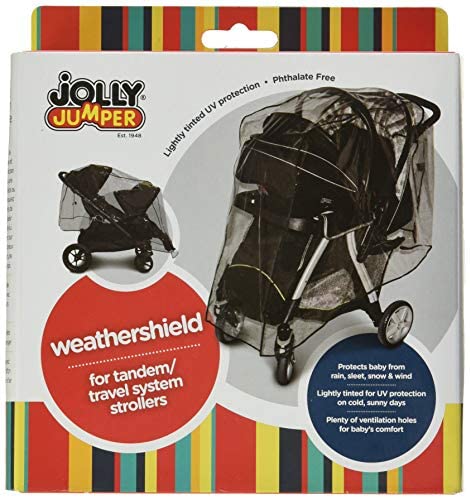 JOLLY®
JUMPER
Est. 1948
Lightly tinted UV protection • Phthalate Free
weathershield
for tandem/
travel system
strollers
Protects baby from
rain, sleet, snow & wind
Lightly tinted for UV protection
on cold, sunny days
Plenty of ventilation holes
for baby's comfort